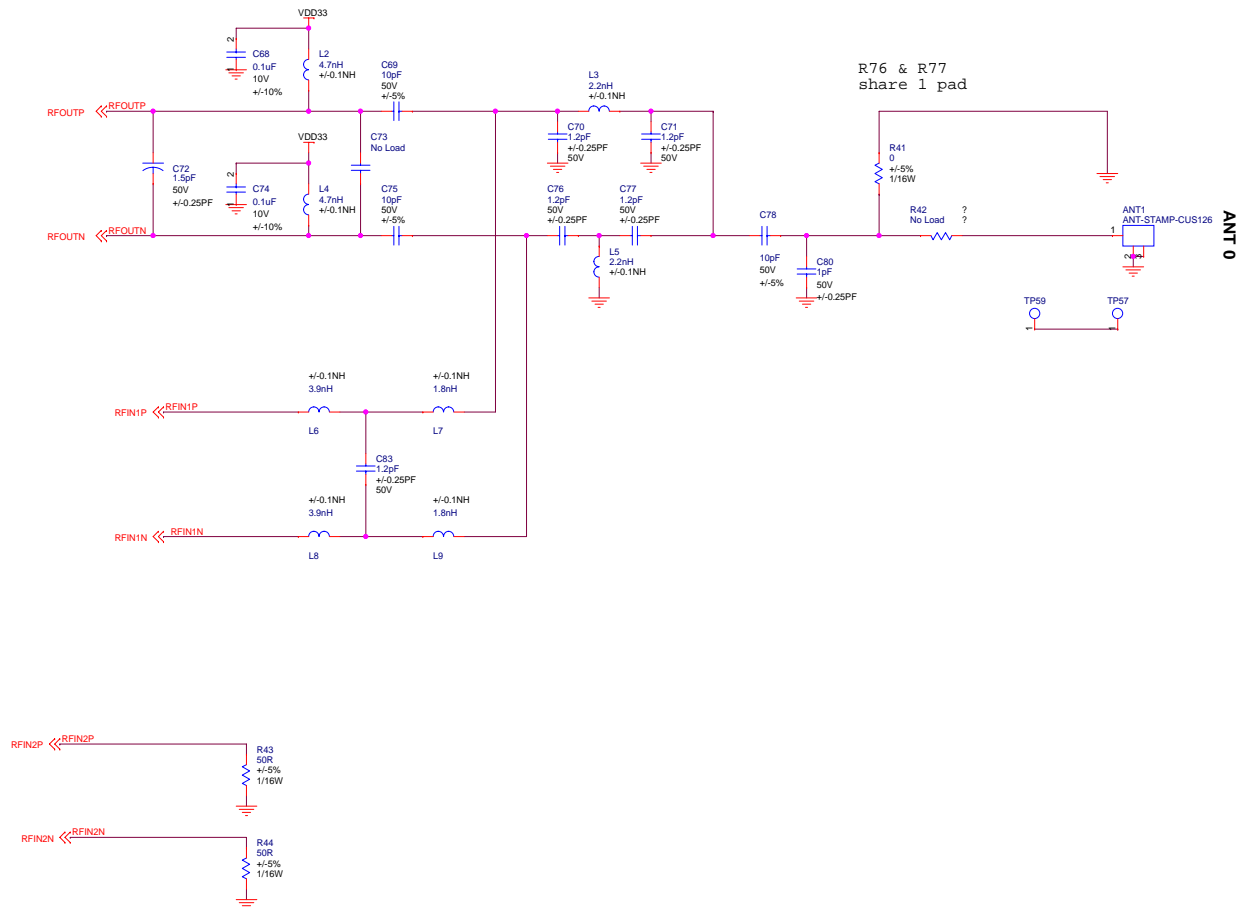 VDD33
2
1
C68
0.1uF
10V
+/-10%
L2
4.7nH
+/-0.1NH
C69
10pF
50V
+/-5%
L3
2.2nH
+/-0.1NH
R76 & R77
share 1 pad
RFOUTP
RFOUTP
C70
1.2pF
+/-0.25PF
50V
C71
1.2pF
+/-0.25PF
50V
VDD33
C73
No Load
R41
0
+/-5%
1/16W
C72
1.5pF
50V
+/-0.25PF
2
1
C74
0.1uF
10V
+/-10%
L4
4.7nH
+/-0.1NH
C75
10pF
50V
+/-5%
C76
1.2pF
50V
+/-0.25PF
C77
1.2pF
50V
+/-0.25PF
C78
10pF
50V
+/-5%
R42
No Load
?
?
ANT1
ANT-STAMP-CUS126
1
2
3
ANT 0
RFOUTN
RFOUTN
L5
2.2nH
+/-0.1NH
C80
1pF
50V
+/-0.25PF
TP59
1
TP57
1
+/-0.1NH
3.9nH
L6
+/-0.1NH
1.8nH
L7
RFIN1P
RFIN1P
C83
1.2pF
+/-0.25PF
50V
+/-0.1NH
3.9nH
L8
+/-0.1NH
1.8nH
L9
RFIN1N
RFIN1N
RFIN2P
RFIN2P
R43
50R
+/-5%
1/16W
RFIN2N
RFIN2N
R44
50R
+/-5%
1/16W